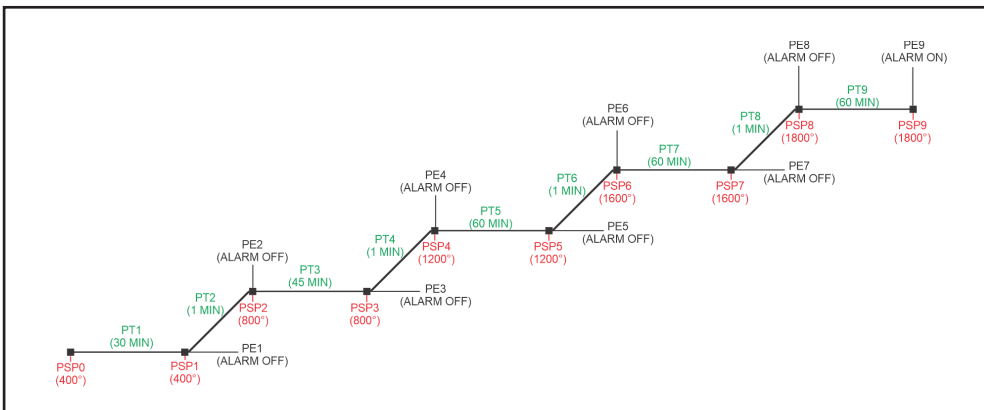 PE8
(ALARM OFF)
PE9
(ALARM ON)
PT9
(60 MIN)
PSP8
(1800°)
PSP9
(1800°)
PT8
(1 MIN)
PE6
(ALARM OFF)
PT7
(60 MIN)
PE7
(ALARM OFF)
PSP6
(1600°)
PSP7
(1600°)
PT6
(1 MIN)
PE4
(ALARM OFF)
PT5
(60 MIN)
PE5
(ALARM OFF)
PSP4
(1200°)
PSP5
(1200°)
PT4
(1 MIN)
PE2
(ALARM OFF)
PT3
(45 MIN)
PE3
(ALARM OFF)
PSP2
(800°)
PSP3
(800°)
PT2
(1 MIN)
PT1
(30 MIN)
PE1
(ALARM OFF)
PSP0
(400°)
PSP1
(400°)